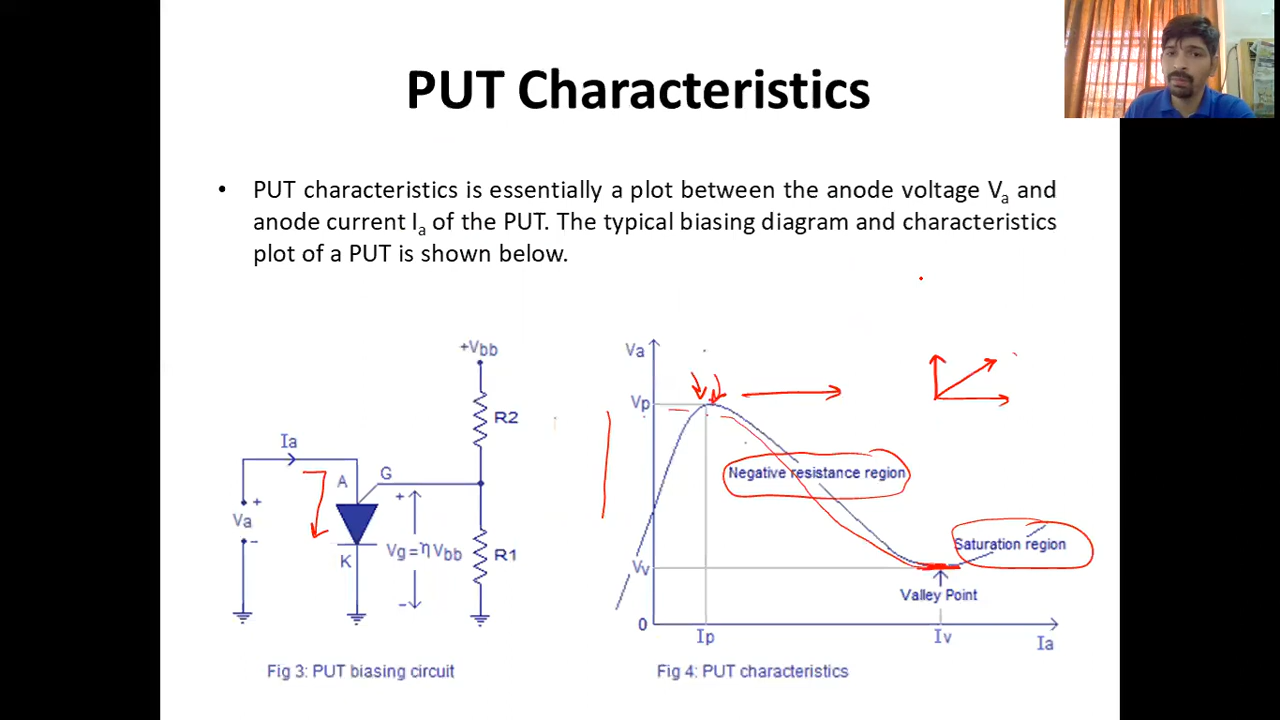 PUT Characteristics
• PUT characteristics is essentially a plot between the anode voltage Va and
anode current Ia of the PUT. The typical biasing diagram and characteristics
plot of a PUT is shown below.
+Vbb
R2
Ia
A
G
+
+
Va
-
Vg=ηVbb
R1
K
-
Fig 3: PUT biasing circuit
Va
Vp
Negative resistance region
Saturation region
Vv
Valley Point
0
Ip
Iv
Ia
Fig 4: PUT characteristics